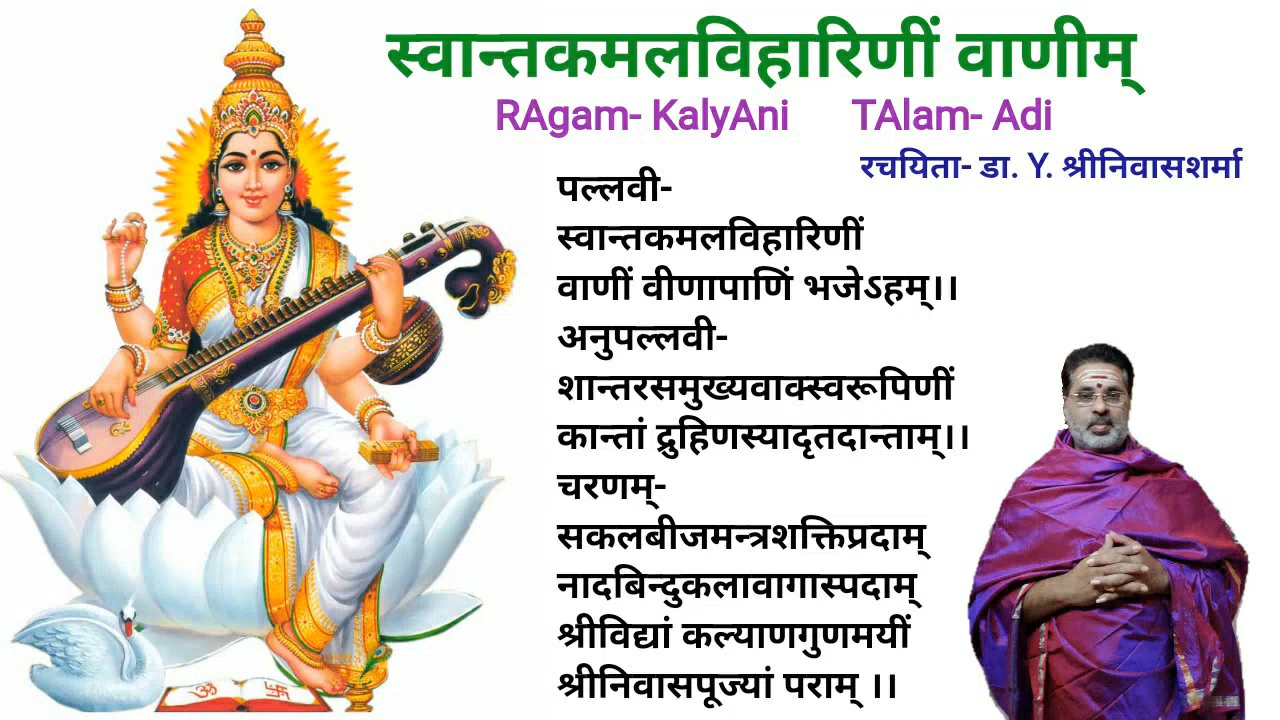 स्वान्तकमलविहारिणीं वाणीम्
RAgam- KalyAni TAlam- Adi
रचयिता- डा. Y. श्रीनिवासशर्मा
पल्लवी-
स्वान्तकमलविहारिणीं
वाणीं वीणापाणिं भजेऽहम्।।
अनुपल्लवी-
शान्तरसमुख्यवाक्स्वरूपिणीं
कान्तां द्रुहिणस्यादृतदान्ताम्।।
चरणम्-
सकलबीजमन्त्रशक्तिप्रदाम्
नादबिन्दुकलावागास्पदाम्
श्रीविद्यां कल्याणगुणमयीं
श्रीनिवासपूज्यां पराम् ।।
ॐ